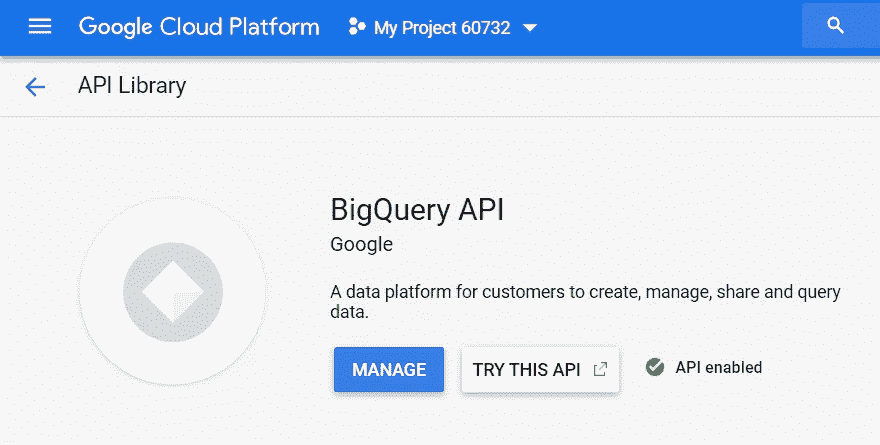 Google Cloud Platform
My Project 60732
API Library
BigQuery API
Google
A data platform for customers to create, manage, share and query
data.
MANAGE
TRY THIS API
API enabled